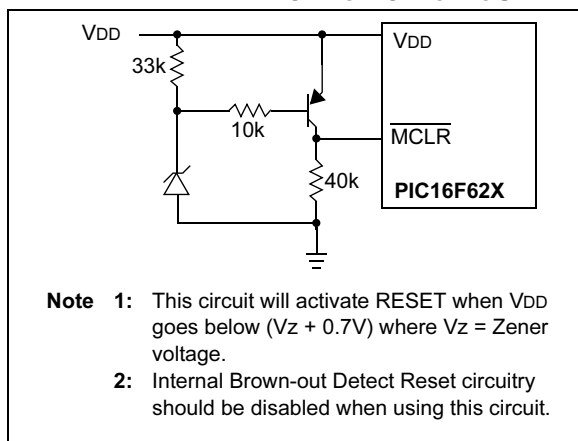 VDD
VDD
33k
10k
MCLR
40k
PIC16F62X
Note 1: This circuit will activate RESET when VDD
goes below (Vz + 0.7V) where Vz = Zener
voltage.
2: Internal Brown-out Detect Reset circuitry
should be disabled when using this circuit.